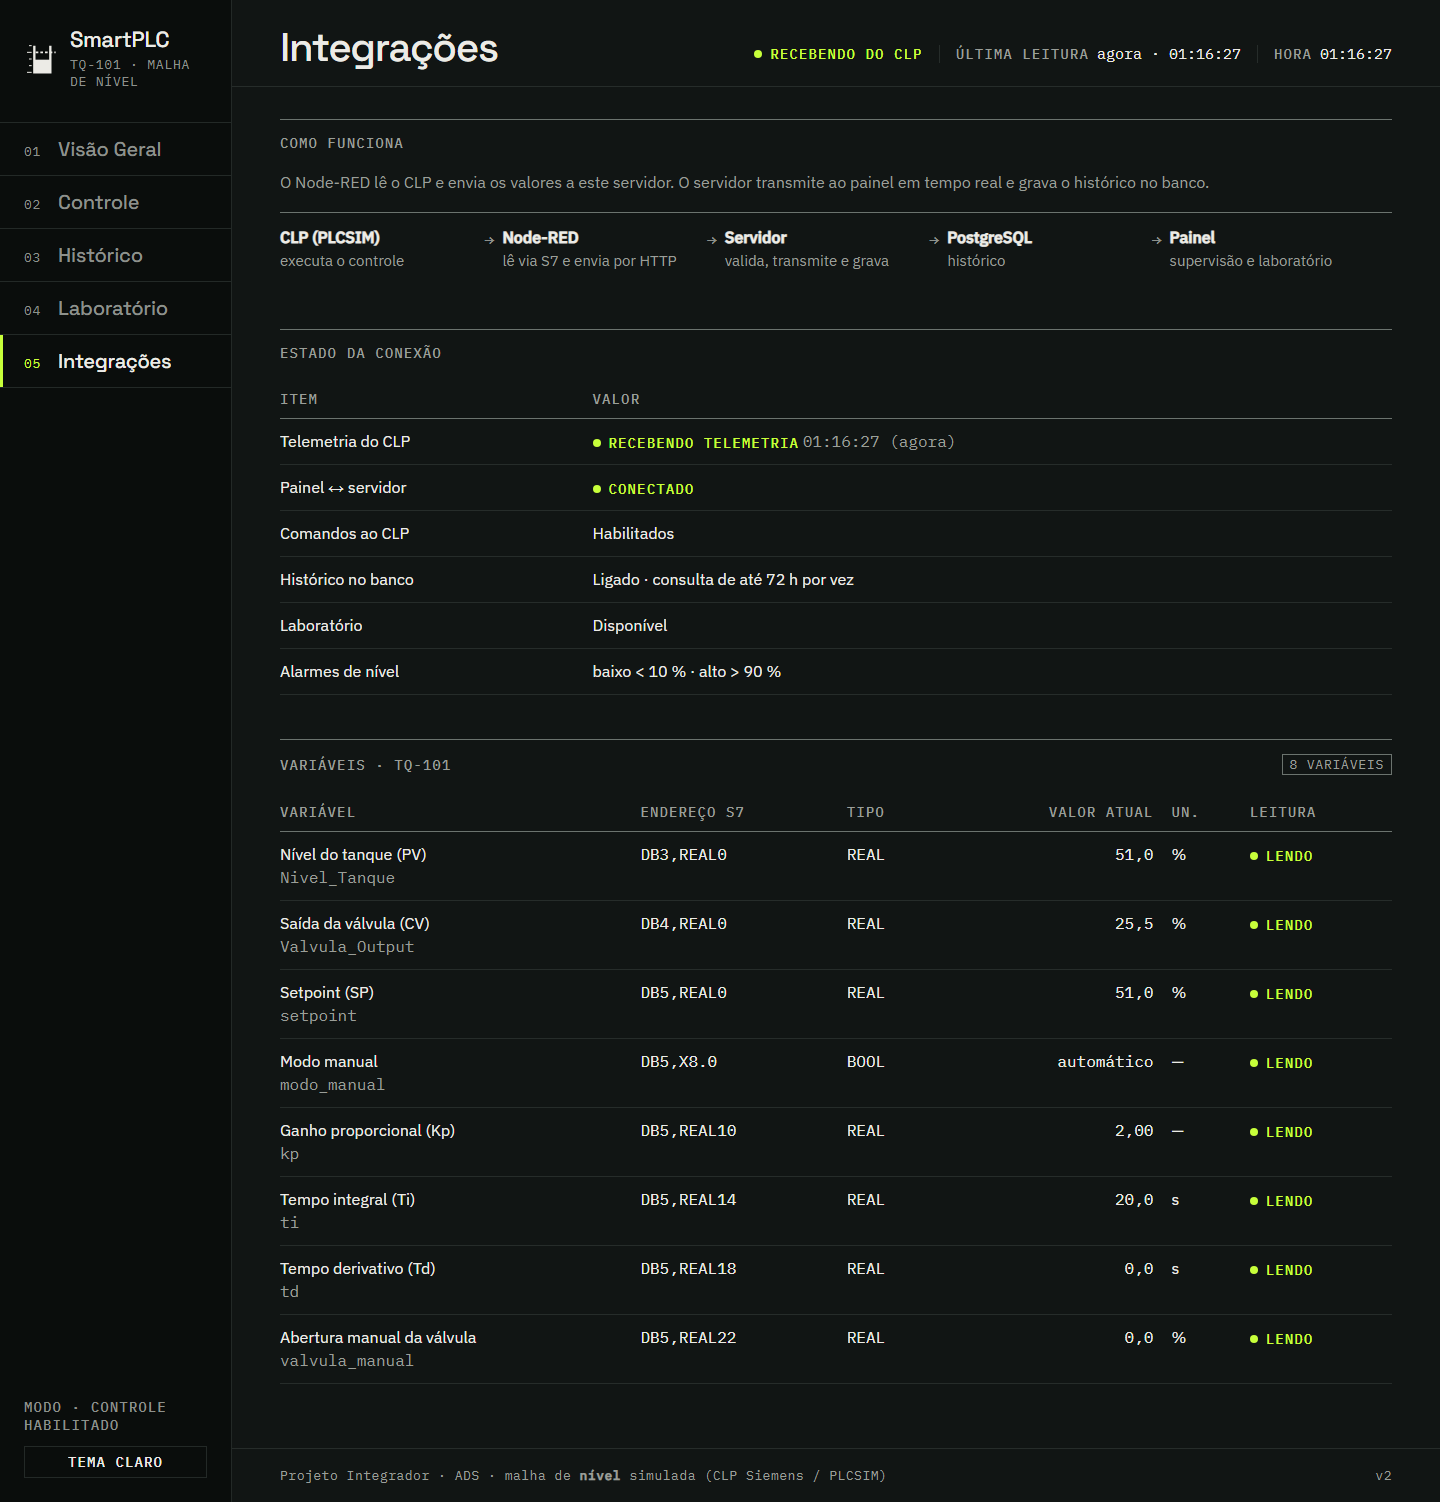 SmartPLC
TQ-101 · MALHA
DE NÍVEL
01 Visão Geral
02 Controle
03 Histórico
04 Laboratório
05 Integrações
MODO · CONTROLE
HABILITADO
TEMA CLARO
Integrações
RECEBENDO DO CLP ÚLTIMA LEITURA agora · 01:16:27 HORA 01:16:27
COMO FUNCIONA
O Node-RED lê o CLP e envia os valores a este servidor. O servidor transmite ao painel em tempo real e grava o histórico no banco.
CLP (PLCSIM) → Node-RED → Servidor → PostgreSQL → Painel
executa o controle lê via S7 e envia por HTTP valida, transmite e grava histórico supervisão e laboratório
ESTADO DA CONEXÃO
ITEM VALOR
Telemetria do CLP RECEBENDO TELEMETRIA 01:16:27 (agora)
Painel ↔ servidor CONECTADO
Comandos ao CLP Habilitados
Histórico no banco Ligado · consulta de até 72 h por vez
Laboratório Disponível
Alarmes de nível baixo < 10 % · alto > 90 %
VARIÁVEIS · TQ-101 8 VARIÁVEIS
VARIÁVEL ENDEREÇO S7 TIPO VALOR ATUAL UN. LEITURA
Nível do tanque (PV) DB3,REAL0 REAL 51,0 % LENDO
Nivel_Tanque
Saída da válvula (CV) DB4,REAL0 REAL 25,5 % LENDO
Valvula_Output
Setpoint (SP) DB5,REAL0 REAL 51,0 % LENDO
setpoint
Modo manual DB5,X8.0 BOOL automático — LENDO
modo_manual
Ganho proporcional (Kp) DB5,REAL10 REAL 2,00 — LENDO
kp
Tempo integral (Ti) DB5,REAL14 REAL 20,0 s LENDO
ti
Tempo derivativo (Td) DB5,REAL18 REAL 0,0 s LENDO
td
Abertura manual da válvula DB5,REAL22 REAL 0,0 % LENDO
valvula_manual
Projeto Integrador · ADS · malha de nível simulada (CLP Siemens / PLCSIM) v2